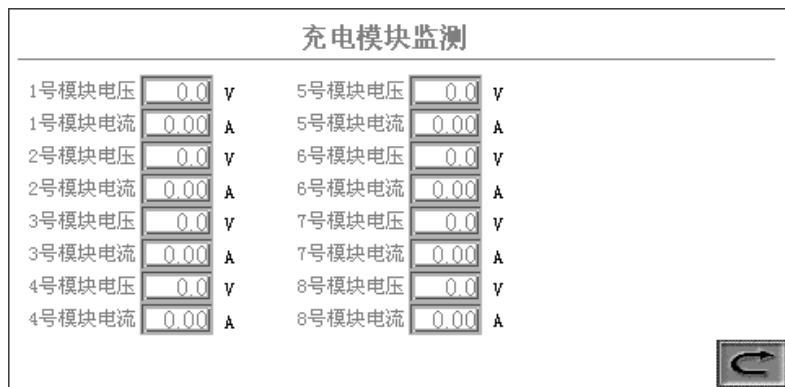 充电模块监测
1号模块电压 0.0 V 5号模块电压 0.0 V
1号模块电流 0.00 A 5号模块电流 0.00 A
2号模块电压 0.0 V 6号模块电压 0.0 V
2号模块电流 0.00 A 6号模块电流 0.00 A
3号模块电压 0.0 V 7号模块电压 0.0 V
3号模块电流 0.00 A 7号模块电流 0.00 A
4号模块电压 0.0 V 8号模块电压 0.0 V
4号模块电流 0.00 A 8号模块电流 0.00 A